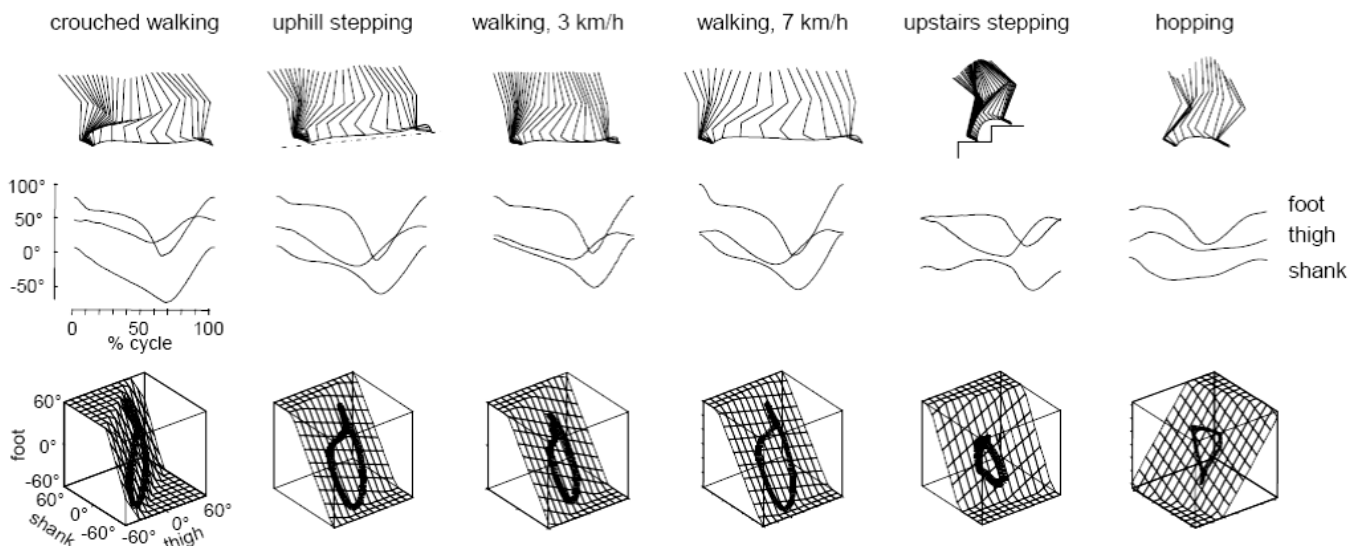 crouched walking
uphill stepping
walking, 3 km/h
walking, 7 km/h
upstairs stepping
hopping
100°
50°
0°
-50°
foot
thigh
shank
0 50 100
% cycle
60°
0°
-60°
foot
60°
0°
-60°
shank
-60°
0°
60°
thigh